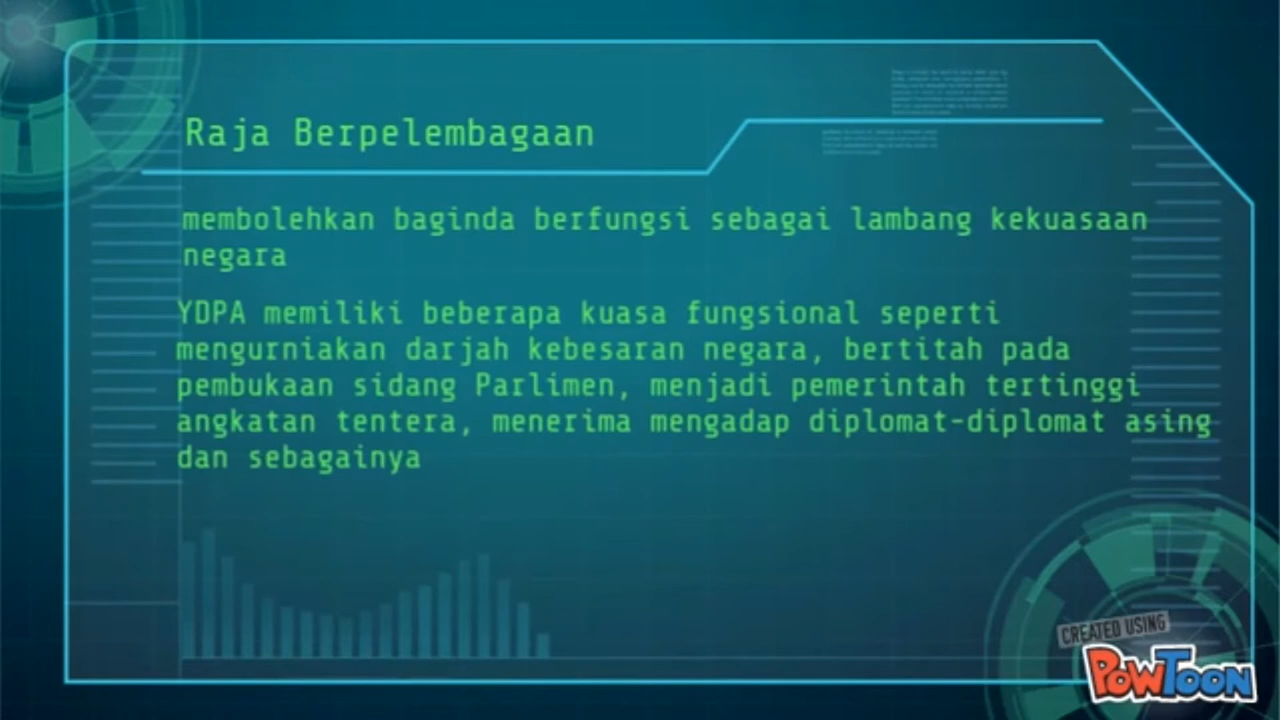 Raja Berpelembagaan
membolehkan baginda berfungsi sebagai lambang kekuasaan
negara
YDPA memiliki beberapa kuasa fungsional seperti
mengurniakan darjah kebesaran negara, bertitah pada
pembukaan sidang Parlimen, menjadi pemerintah tertinggi
angkatan tentera, menerima mengadap diplomat-diplomat asing
dan sebagainya
CREATED USING
PowToon